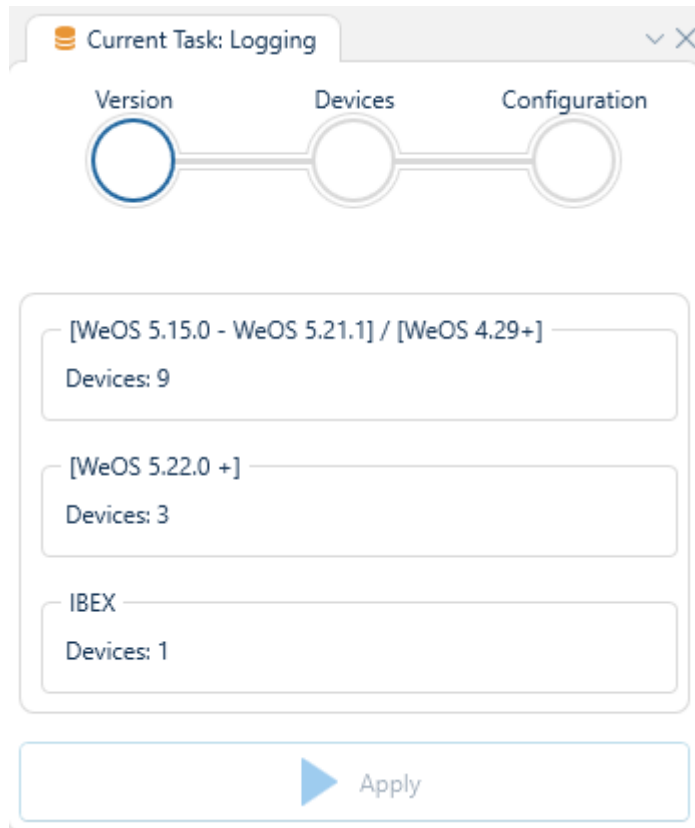 Current Task: Logging
Version Devices Configuration
[WeOS 5.15.0 - WeOS 5.21.1] / [WeOS 4.29+]
Devices: 9
[WeOS 5.22.0 +]
Devices: 3
IBEX
Devices: 1
Apply